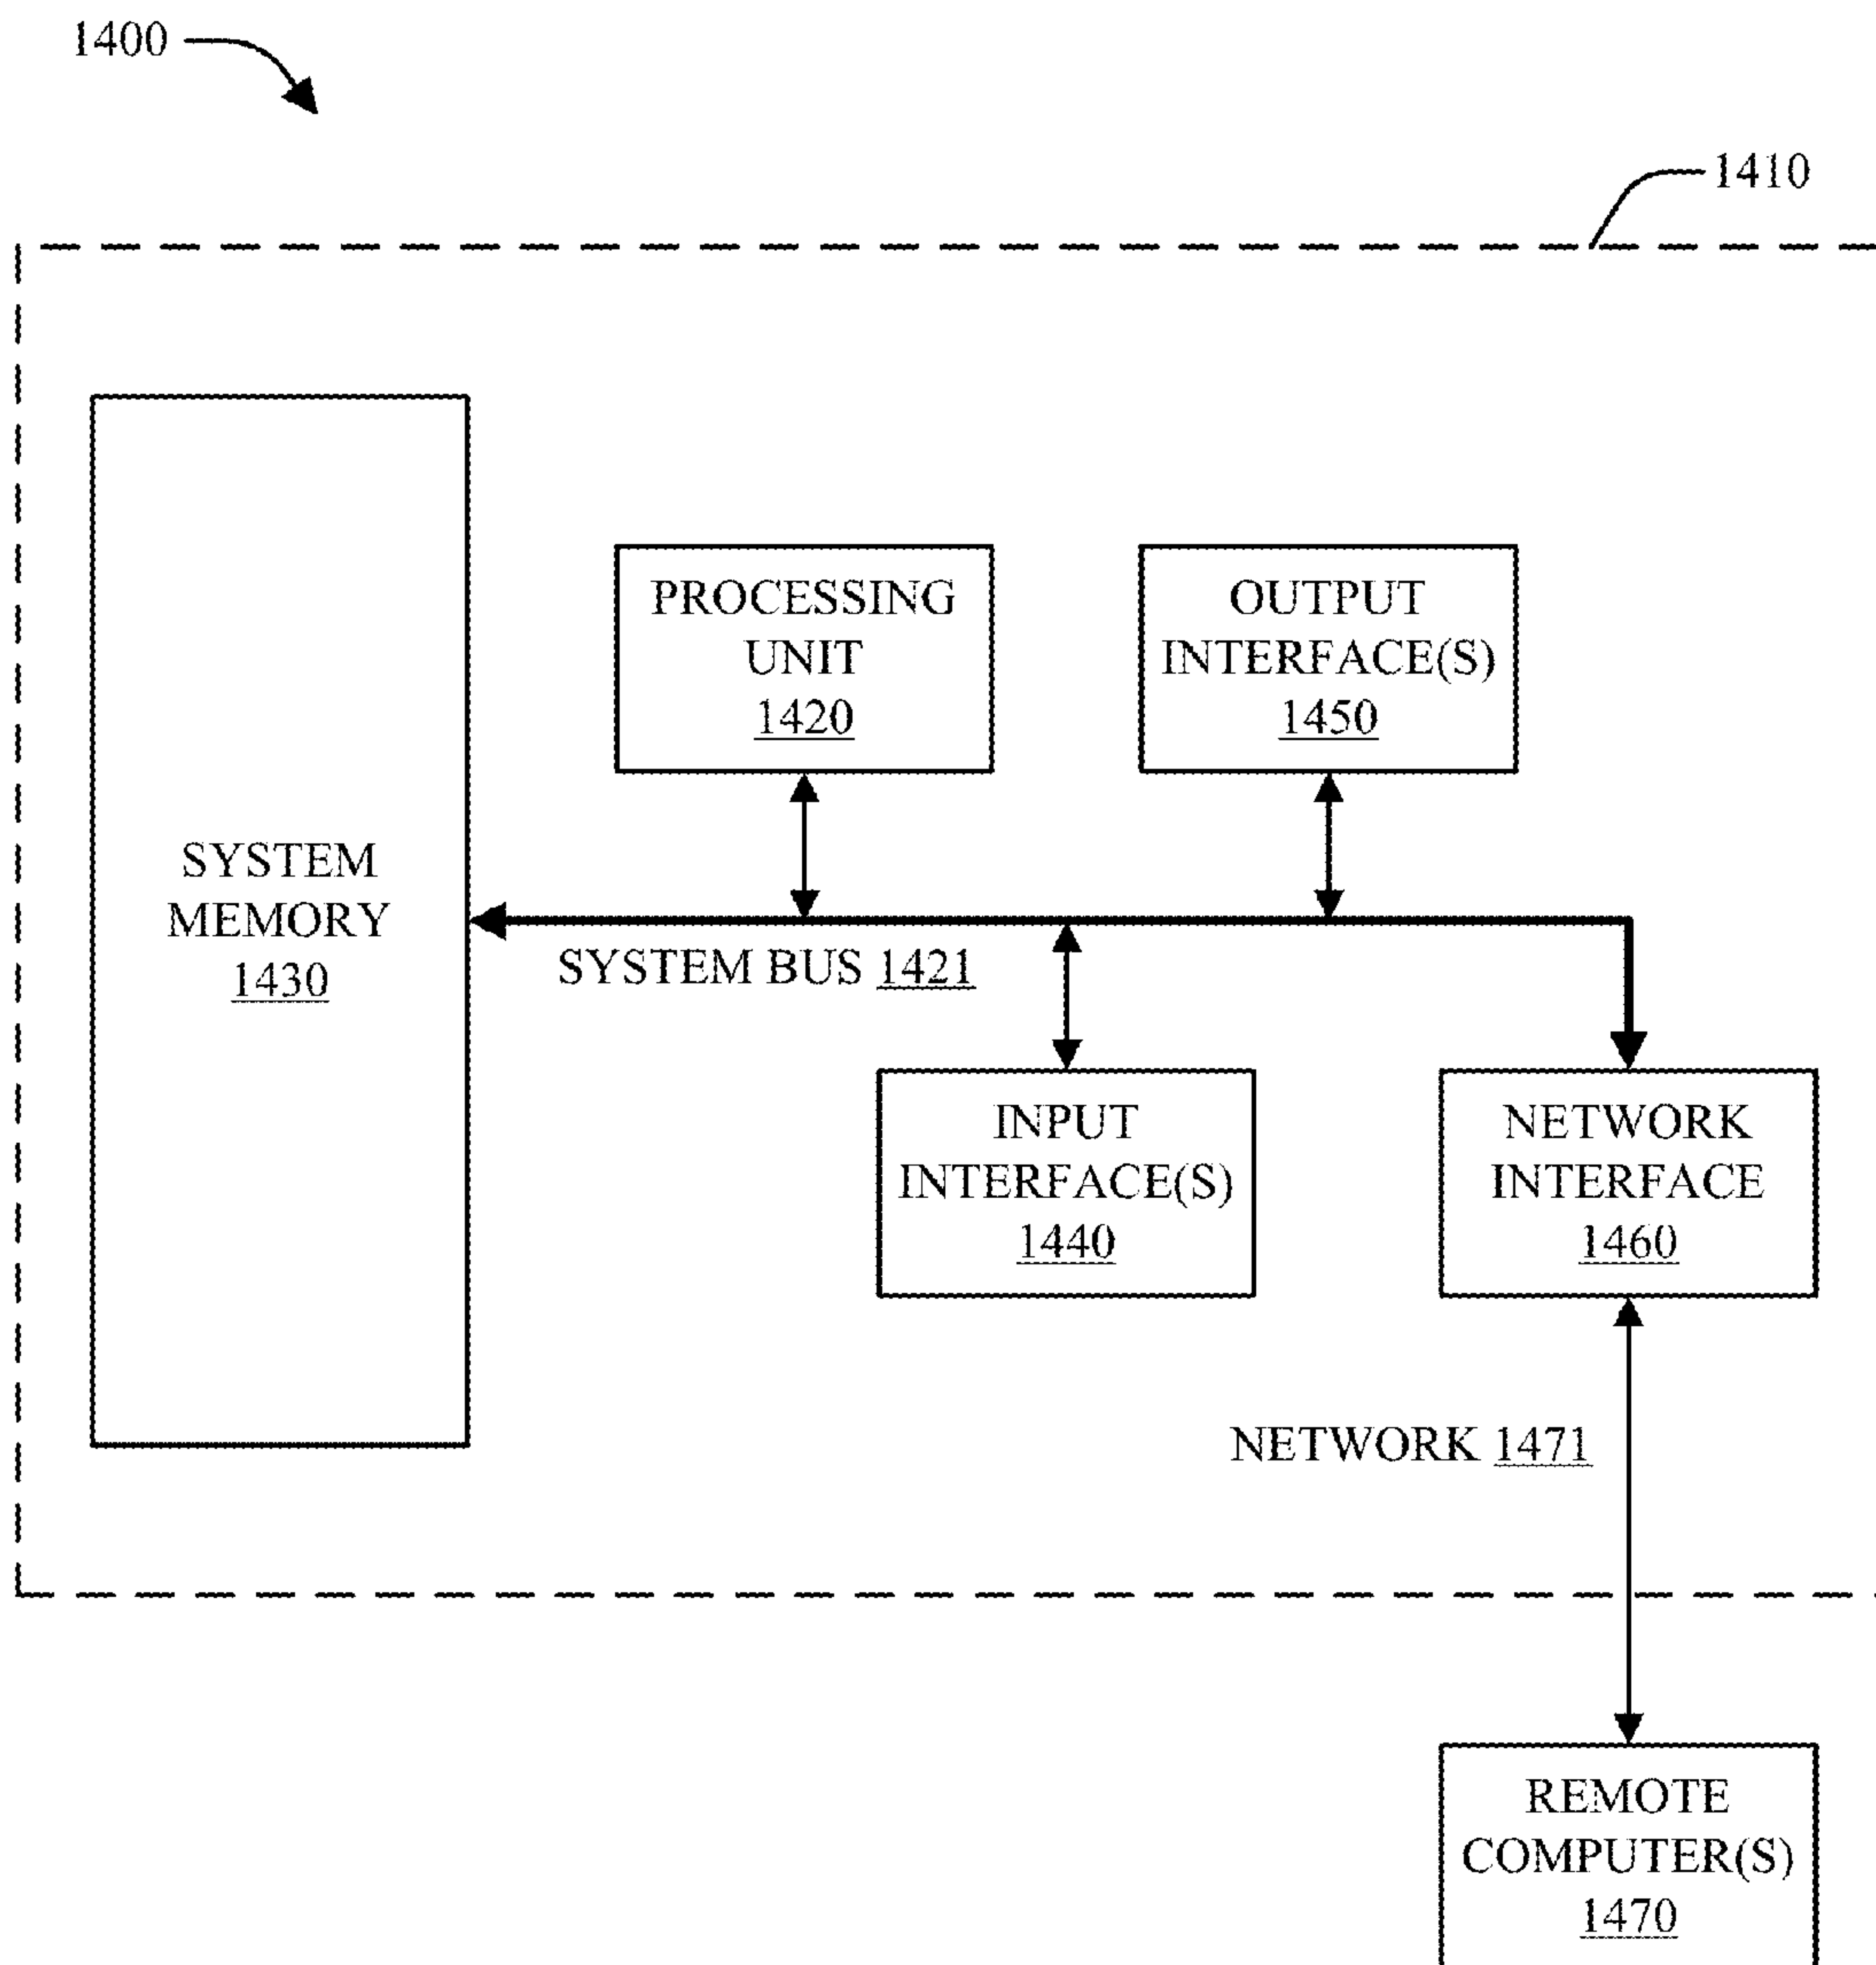 1400
1410
PROCESSING
UNIT
1420
OUTPUT
INTERFACE(S)
1450
SYSTEM
MEMORY
1430
SYSTEM BUS 1421
INPUT
INTERFACE(S)
1440
NETWORK
INTERFACE
1460
NETWORK 1471
REMOTE
COMPUTER(S)
1470